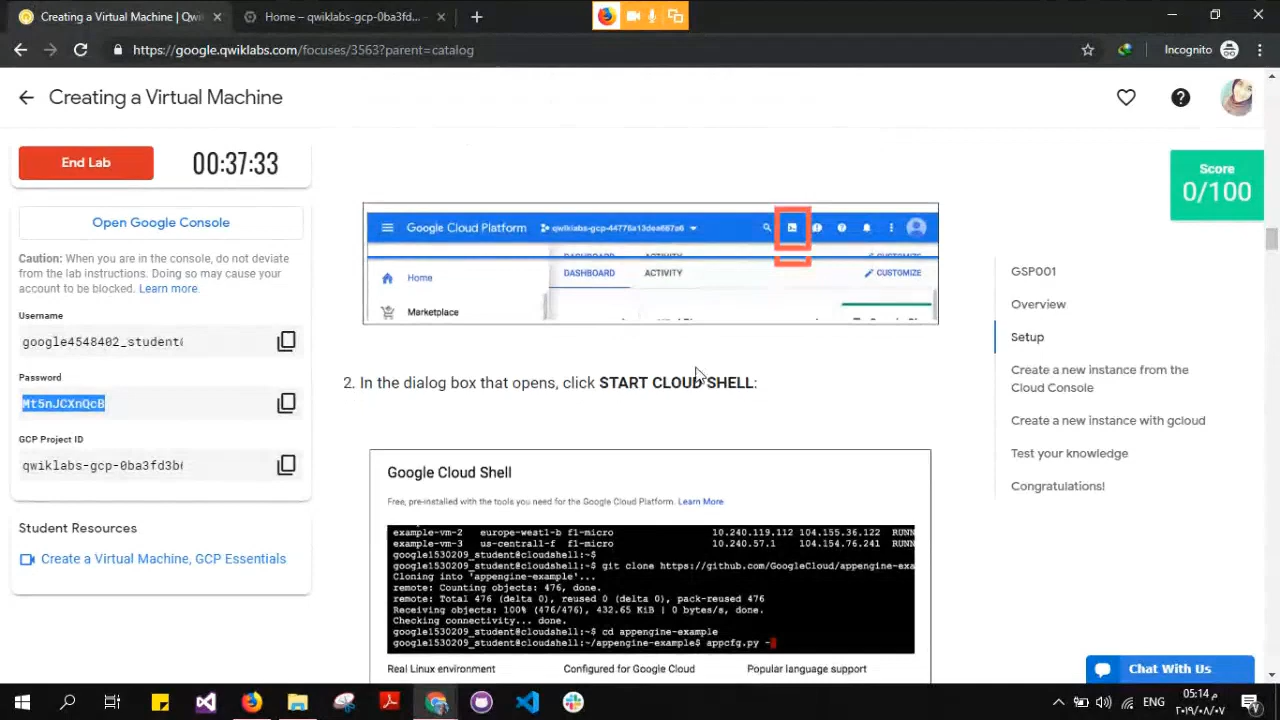 Creating a Virtual Machine | Qwi
Home – qwiklabs-gcp-0ba3fd...
https://google.qwiklabs.com/focuses/3563?parent=catalog
Incognito
Creating a Virtual Machine
End Lab
00:37:33
Open Google Console
Caution: When you are in the console, do not deviate
from the lab instructions. Doing so may cause your
account to be blocked. Learn more.
Username
google4548402_student
Password
Mt5nJCXnQcB
GCP Project ID
qwiklabs-gcp-0ba3fd3b
Student Resources
Create a Virtual Machine, GCP Essentials
Google Cloud Platform
qwiklabs-gcp-44776a13dea667a6
DASHBOARD
ACTIVITY
CUSTOMIZE
Home
Marketplace
2. In the dialog box that opens, click START CLOUD SHELL:
Google Cloud Shell
Free, pre-installed with the tools you need for the Google Cloud Platform. Learn More
example-vm-2 europe-west1-b f1-micro 10.240.119.112 104.155.36.122 RUNN
example-vm-3 us-central1-f f1-micro 10.240.57.1 104.154.76.241 RUNN
google1530209_student@cloudshell:~$
google1530209_student@cloudshell:~$ git clone https://github.com/GoogleCloud/appengine-exa
Cloning into 'appengine-example'...
remote: Counting objects: 476, done.
remote: Total 476 (delta 0), reused 0 (delta 0), pack-reused 476
Receiving objects: 100% (476/476), 432.65 KiB | 0 bytes/s, done.
Checking connectivity... done.
google1530209_student@cloudshell:~$ cd appengine-example
google1530209_student@cloudshell:~/appengine-example$ appcfg.py -
Real Linux environment
Configured for Google Cloud
Popular language support
Score
0/100
GSP001
Overview
Setup
Create a new instance from the
Cloud Console
Create a new instance with gcloud
Test your knowledge
Congratulations!
Chat With Us
ENG
٠٥:١٤ م
٢٠١٩/٠٨/٠٧